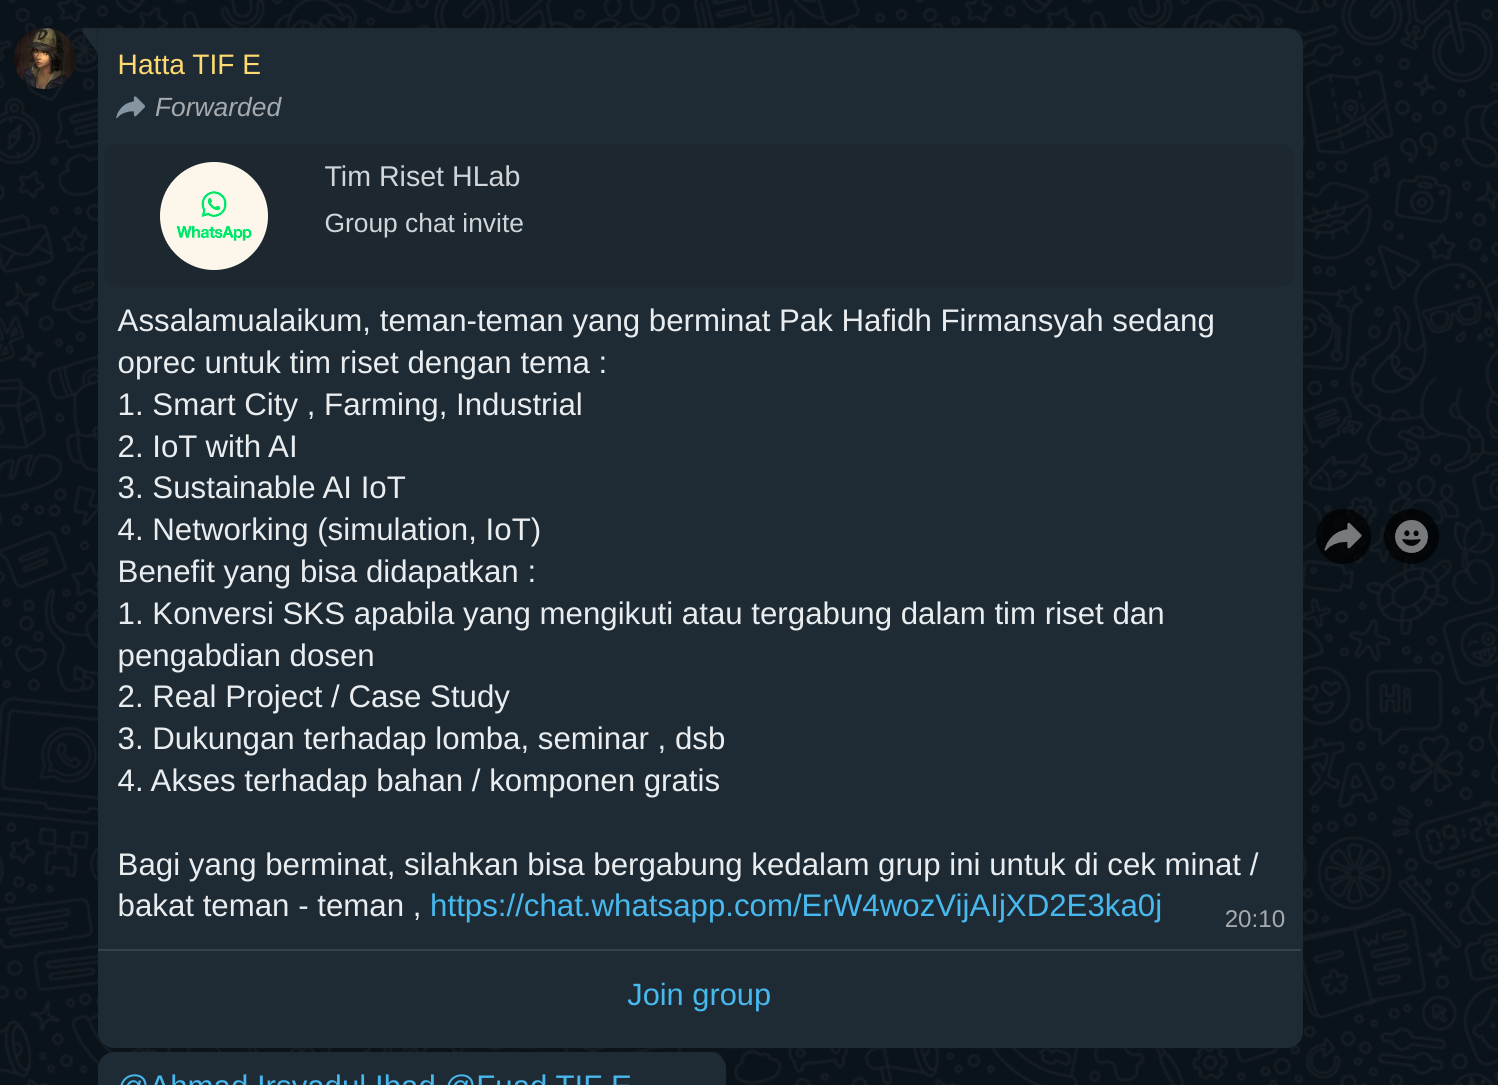 Hatta TIF E
Forwarded
WhatsApp
Tim Riset HLab
Group chat invite
Assalamualaikum, teman-teman yang berminat Pak Hafidh Firmansyah sedang
oprec untuk tim riset dengan tema :
1. Smart City , Farming, Industrial
2. IoT with AI
3. Sustainable AI IoT
4. Networking (simulation, IoT)
Benefit yang bisa didapatkan :
1. Konversi SKS apabila yang mengikuti atau tergabung dalam tim riset dan
pengabdian dosen
2. Real Project / Case Study
3. Dukungan terhadap lomba, seminar , dsb
4. Akses terhadap bahan / komponen gratis
Bagi yang berminat, silahkan bisa bergabung kedalam grup ini untuk di cek minat /
bakat teman - teman , https://chat.whatsapp.com/ErW4wozVijAIjXD2E3ka0j
20:10
Join group
@Ahmad Irsyadul Ibad @Fuad TIF E